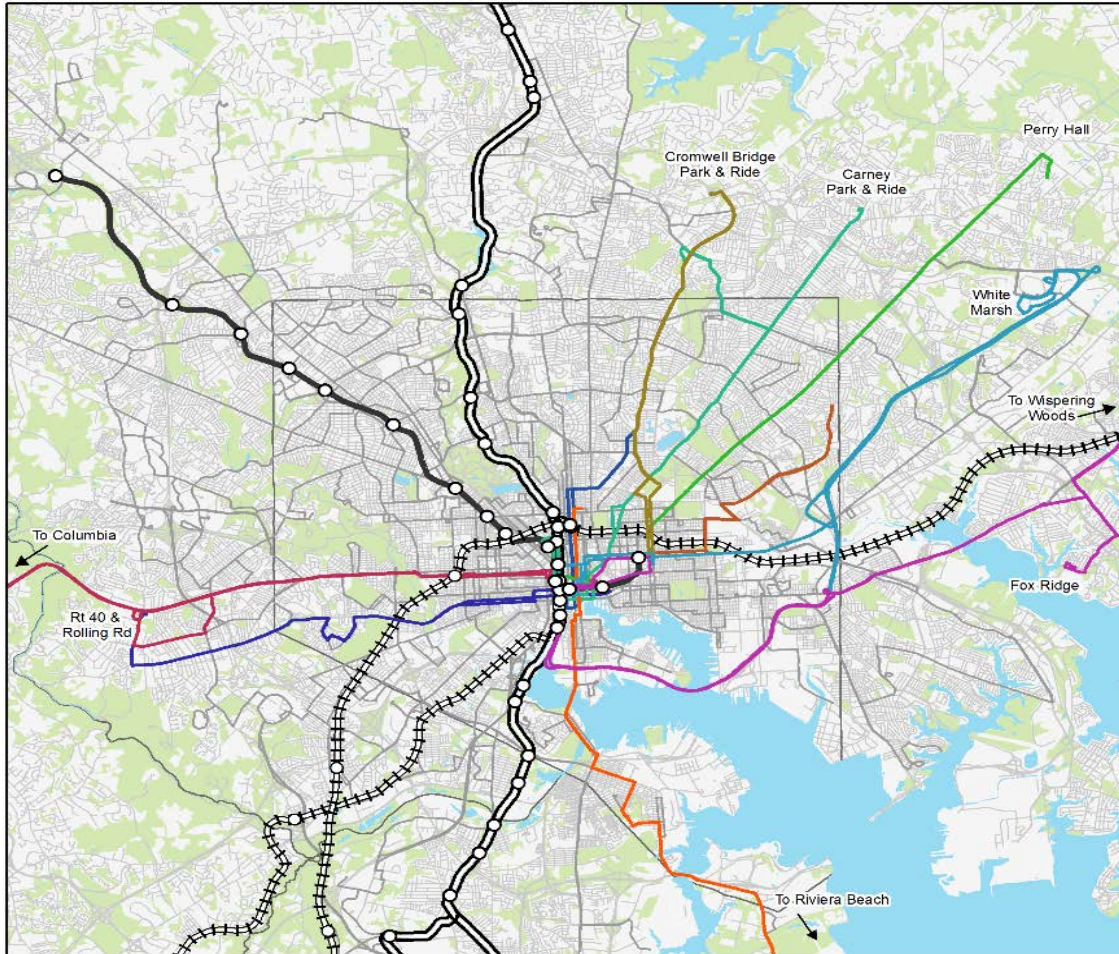 Perry Hall
Cromwell Bridge
Park & Ride
Carney
Park & Ride
White
Marsh
To Wispering
Woods
To Columbia
Fox Ridge
Rt 40 &
Rolling Rd
To Riviera Beach